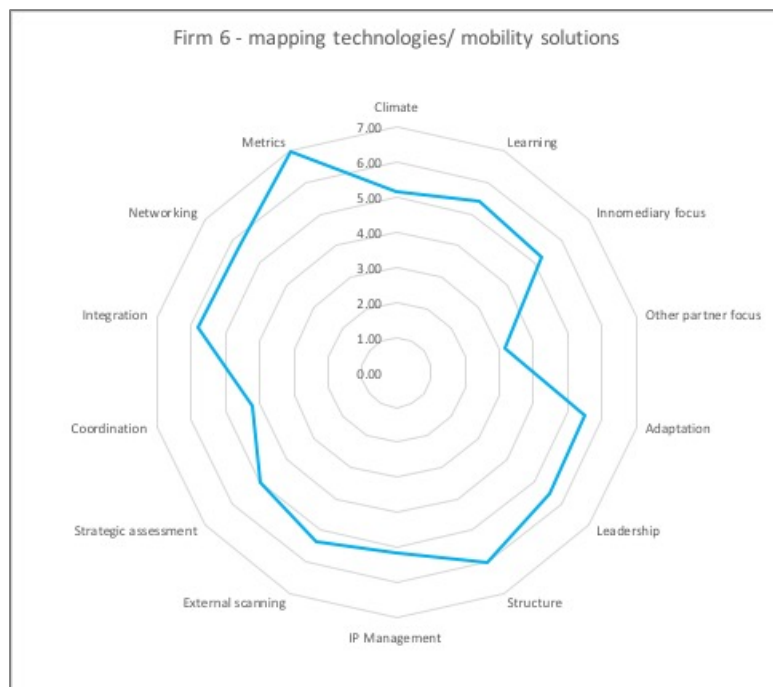 Firm 6 - mapping technologies/ mobility solutions
Climate
7.00
Metrics
Learning
6.00
5.00
Networking
Innomediary focus
4.00
3.00
Integration
Other partner focus
2.00
1.00
0.00
Coordination
Adaptation
Strategic assessment
Leadership
External scanning
Structure
IP Management